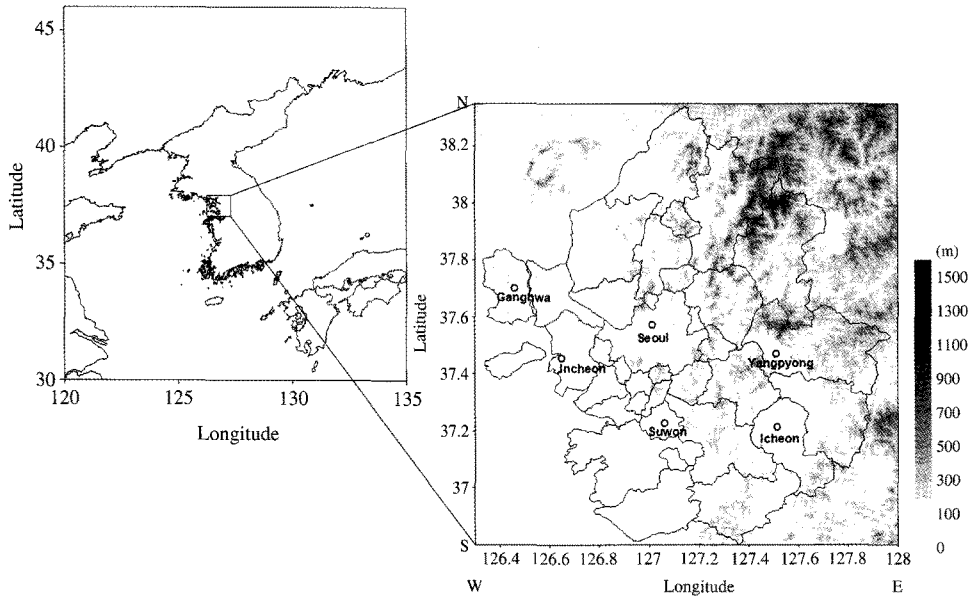 45
40
35
30
Latitude
120
125
130
135
Longitude
N
38.2
38
37.8
37.6
37.4
37.2
37
S
Latitude
Ganghwa
Seoul
Incheon
Yangpyong
Suwon
Icheon
126.4 126.6 126.8 127 127.2 127.4 127.6 127.8 128
W Longitude E
(m)
1500
1300
1100
900
700
500
300
100
0